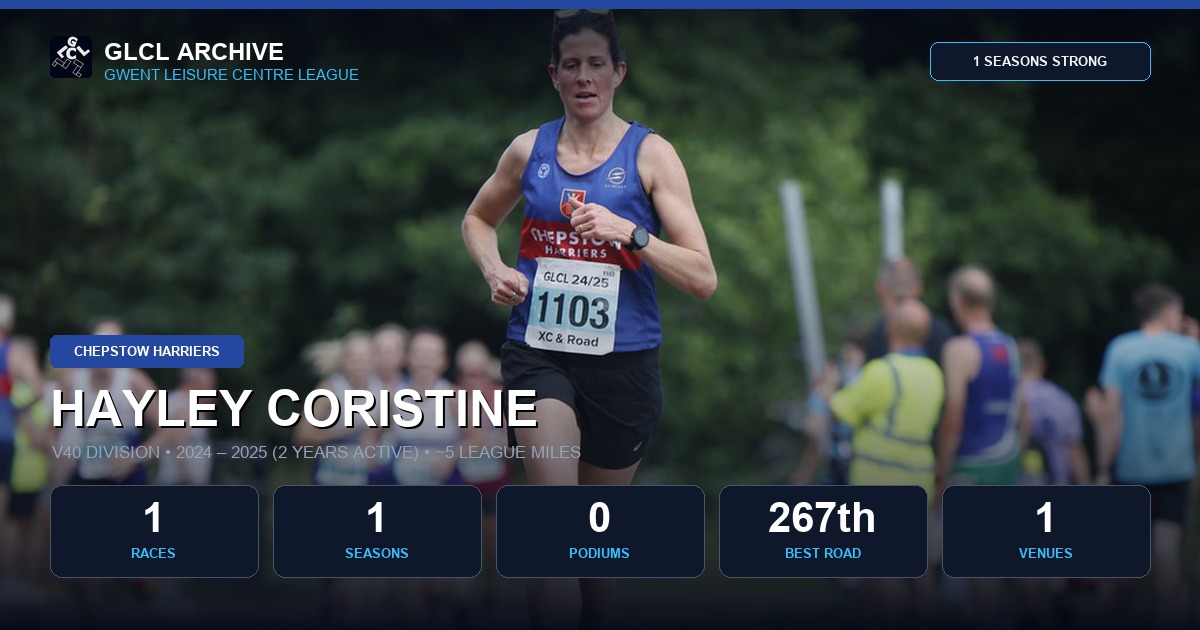 GLCL ARCHIVE
GWENT LEISURE CENTRE LEAGUE
1 SEASONS STRONG
CHEPSTOW
HARRIERS
GLCL 24/25
1103
XC & Road
CHEPSTOW HARRIERS
HAYLEY CORISTINE
V40 DIVISION • 2024 – 2025 (2 YEARS ACTIVE) • ~5 LEAGUE MILES
1
RACES
1
SEASONS
0
PODIUMS
267th
BEST ROAD
1
VENUES